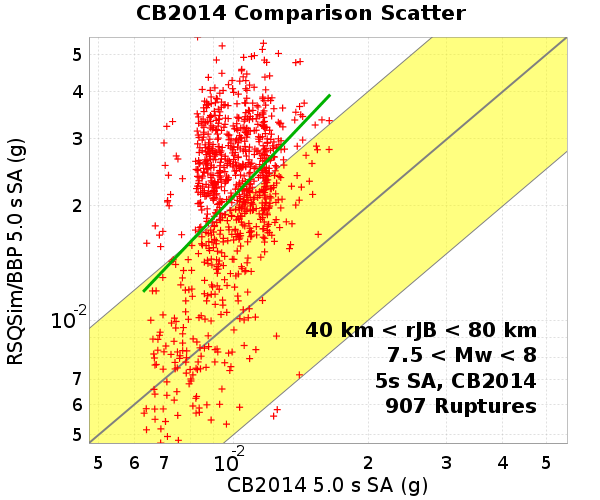 CB2014 Comparison Scatter
RSQSim/BBP 5.0 s SA (g)
5
4
3
2
10-2
7
6
5
40 km < rJB < 80 km
7.5 < Mw < 8
5s SA, CB2014
907 Ruptures
5 6 7 10-2 2 3 4 5
CB2014 5.0 s SA (g)